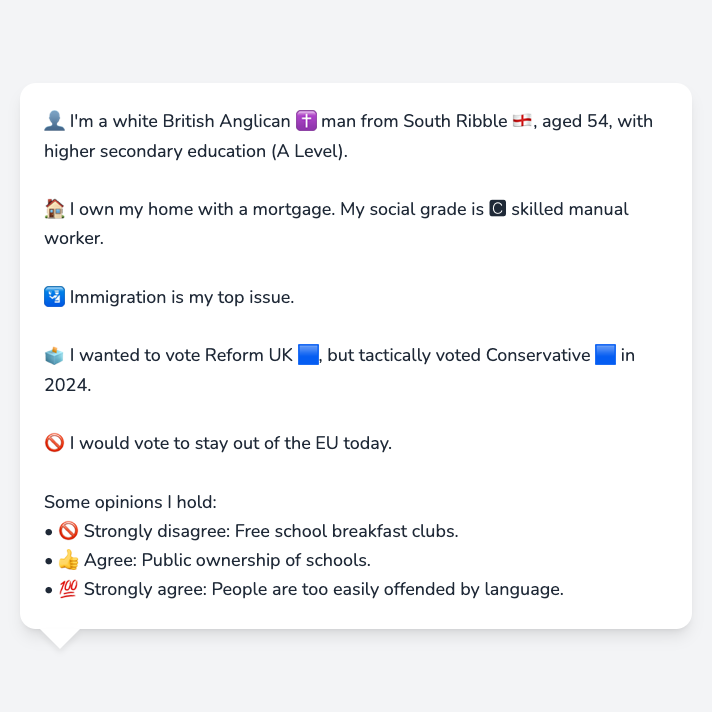 👤 I'm a white British Anglican ✝️ man from South Ribble 🏴󠁧󠁢󠁥󠁮󠁧󠁿, aged 54, with
higher secondary education (A Level).
🏠 I own my home with a mortgage. My social grade is 🅲 skilled manual
worker.
🛂 Immigration is my top issue.
🗳️ I wanted to vote Reform UK 🟦, but tactically voted Conservative 🟦 in
2024.
🚫 I would vote to stay out of the EU today.
Some opinions I hold:
• 🚫 Strongly disagree: Free school breakfast clubs.
• 👍 Agree: Public ownership of schools.
• 💯 Strongly agree: People are too easily offended by language.